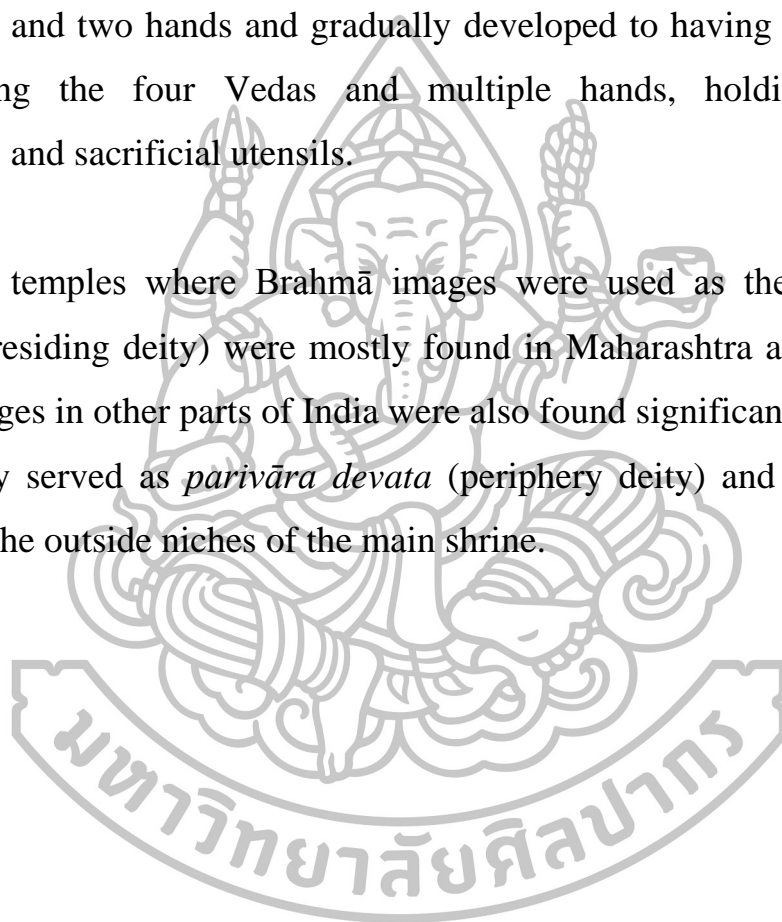 and two hands and gradually developed to having
ng the four Vedas and multiple hands, holdi
and sacrificial utensils.
temples where Brahmā images were used as the
residing deity) were mostly found in Maharashtra a
ges in other parts of India were also found significan
y served as parivāra devata (periphery deity) and
he outside niches of the main shrine.
มหาวิทยาลัยศิลปากร